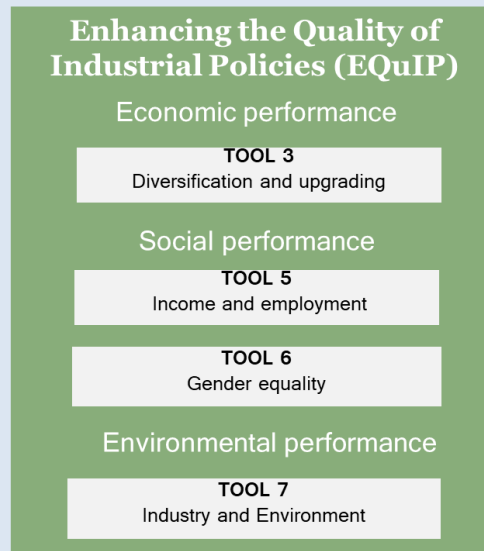 Enhancing the Quality of
Industrial Policies (EQuIP)
Economic performance
TOOL 3
Diversification and upgrading
Social performance
TOOL 5
Income and employment
TOOL 6
Gender equality
Environmental performance
TOOL 7
Industry and Environment